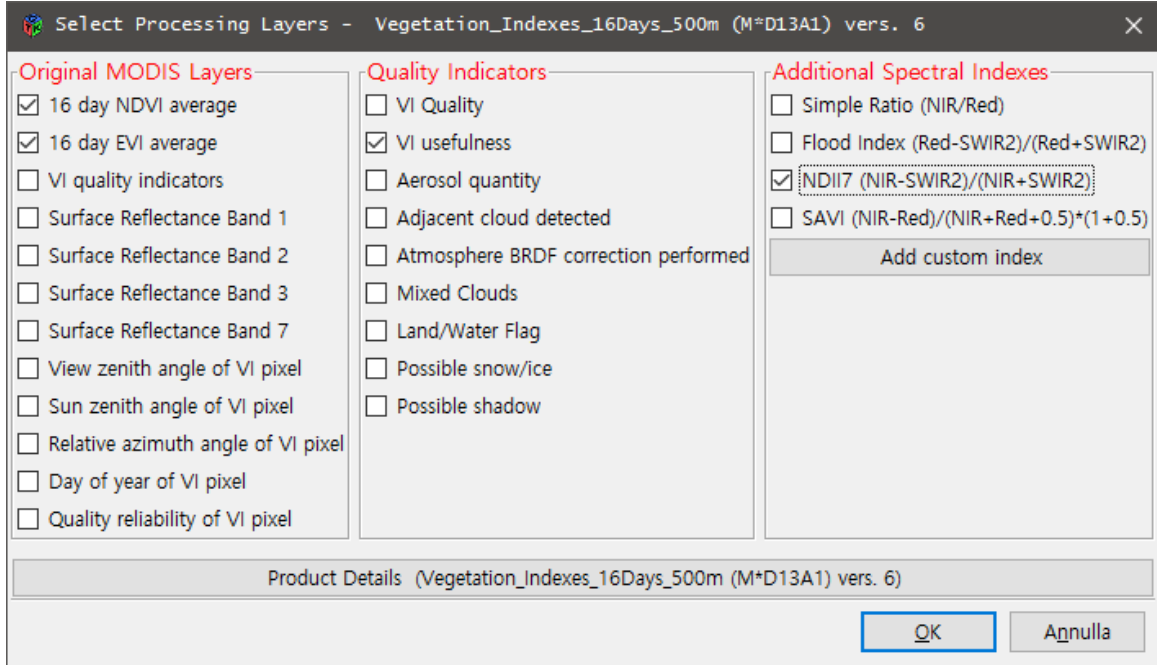 Select Processing Layers - Vegetation_Indexes_16Days_500m (M*D13A1) vers. 6
Original MODIS Layers
16 day NDVI average
16 day EVI average
VI quality indicators
Surface Reflectance Band 1
Surface Reflectance Band 2
Surface Reflectance Band 3
Surface Reflectance Band 7
View zenith angle of VI pixel
Sun zenith angle of VI pixel
Relative azimuth angle of VI pixel
Day of year of VI pixel
Quality reliability of VI pixel
Quality Indicators
VI Quality
VI usefulness
Aerosol quantity
Adjacent cloud detected
Atmosphere BRDF correction performed
Mixed Clouds
Land/Water Flag
Possible snow/ice
Possible shadow
Additional Spectral Indexes
Simple Ratio (NIR/Red)
Flood Index (Red-SWIR2)/(Red+SWIR2)
NDII7 (NIR-SWIR2)/(NIR+SWIR2)
SAVI (NIR-Red)/(NIR+Red+0.5)*(1+0.5)
Add custom index
Product Details (Vegetation_Indexes_16Days_500m (M*D13A1) vers. 6)
OK
Annulla